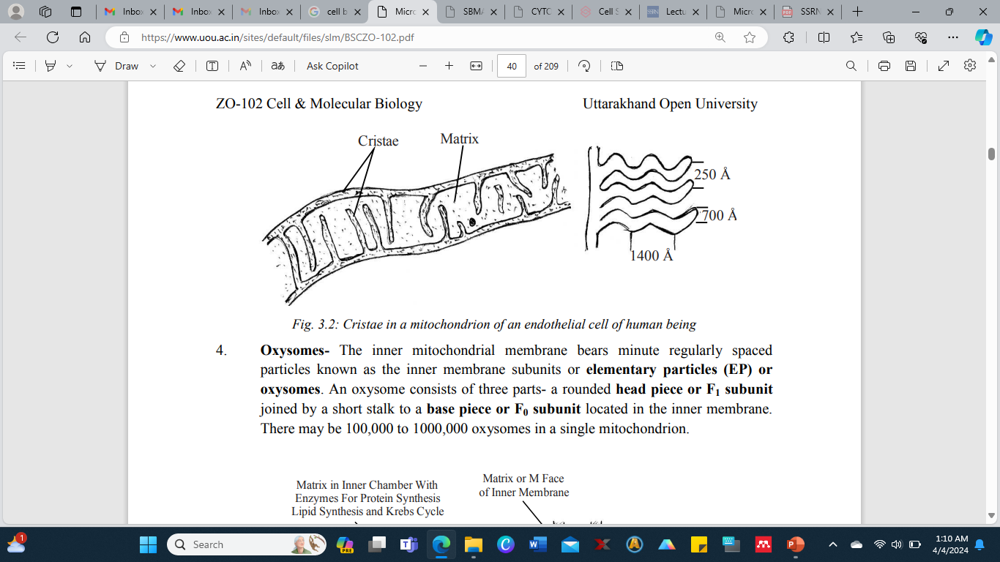 Inbox
Inbox
Inbox
cell b
Micro
SBMA
CYTC
Cell S
Lectu
Micro
SSRN
https://www.uou.ac.in/sites/default/files/slm/BSCZO-102.pdf
Draw
aあ
Ask Copilot
40
of 209
ZO-102 Cell & Molecular Biology
Uttarakhand Open University
Cristae
Matrix
250 Å
700 Å
1400 Å
Fig. 3.2: Cristae in a mitochondrion of an endothelial cell of human being
4. Oxysomes- The inner mitochondrial membrane bears minute regularly spaced
particles known as the inner membrane subunits or elementary particles (EP) or
oxysomes. An oxysome consists of three parts- a rounded head piece or F1 subunit
joined by a short stalk to a base piece or F0 subunit located in the inner membrane.
There may be 100,000 to 1000,000 oxysomes in a single mitochondrion.
Matrix in Inner Chamber With
Enzymes For Protein Synthesis
Lipid Synthesis and Krebs Cycle
Matrix or M Face
of Inner Membrane
1
Search
PRE
1:10 AM
4/4/2024